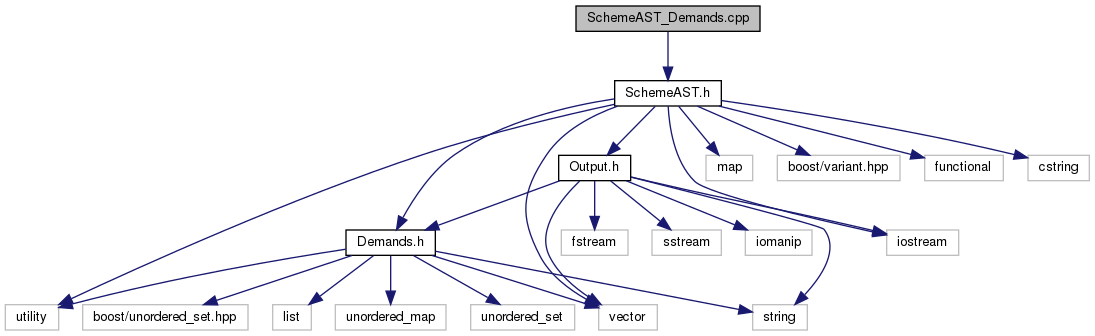 SchemeAST_Demands.cpp
SchemeAST.h
Output.h
map
boost/variant.hpp
functional
cstring
Demands.h
fstream
sstream
iomanip
iostream
utility
boost/unordered_set.hpp
list
unordered_map
unordered_set
vector
string